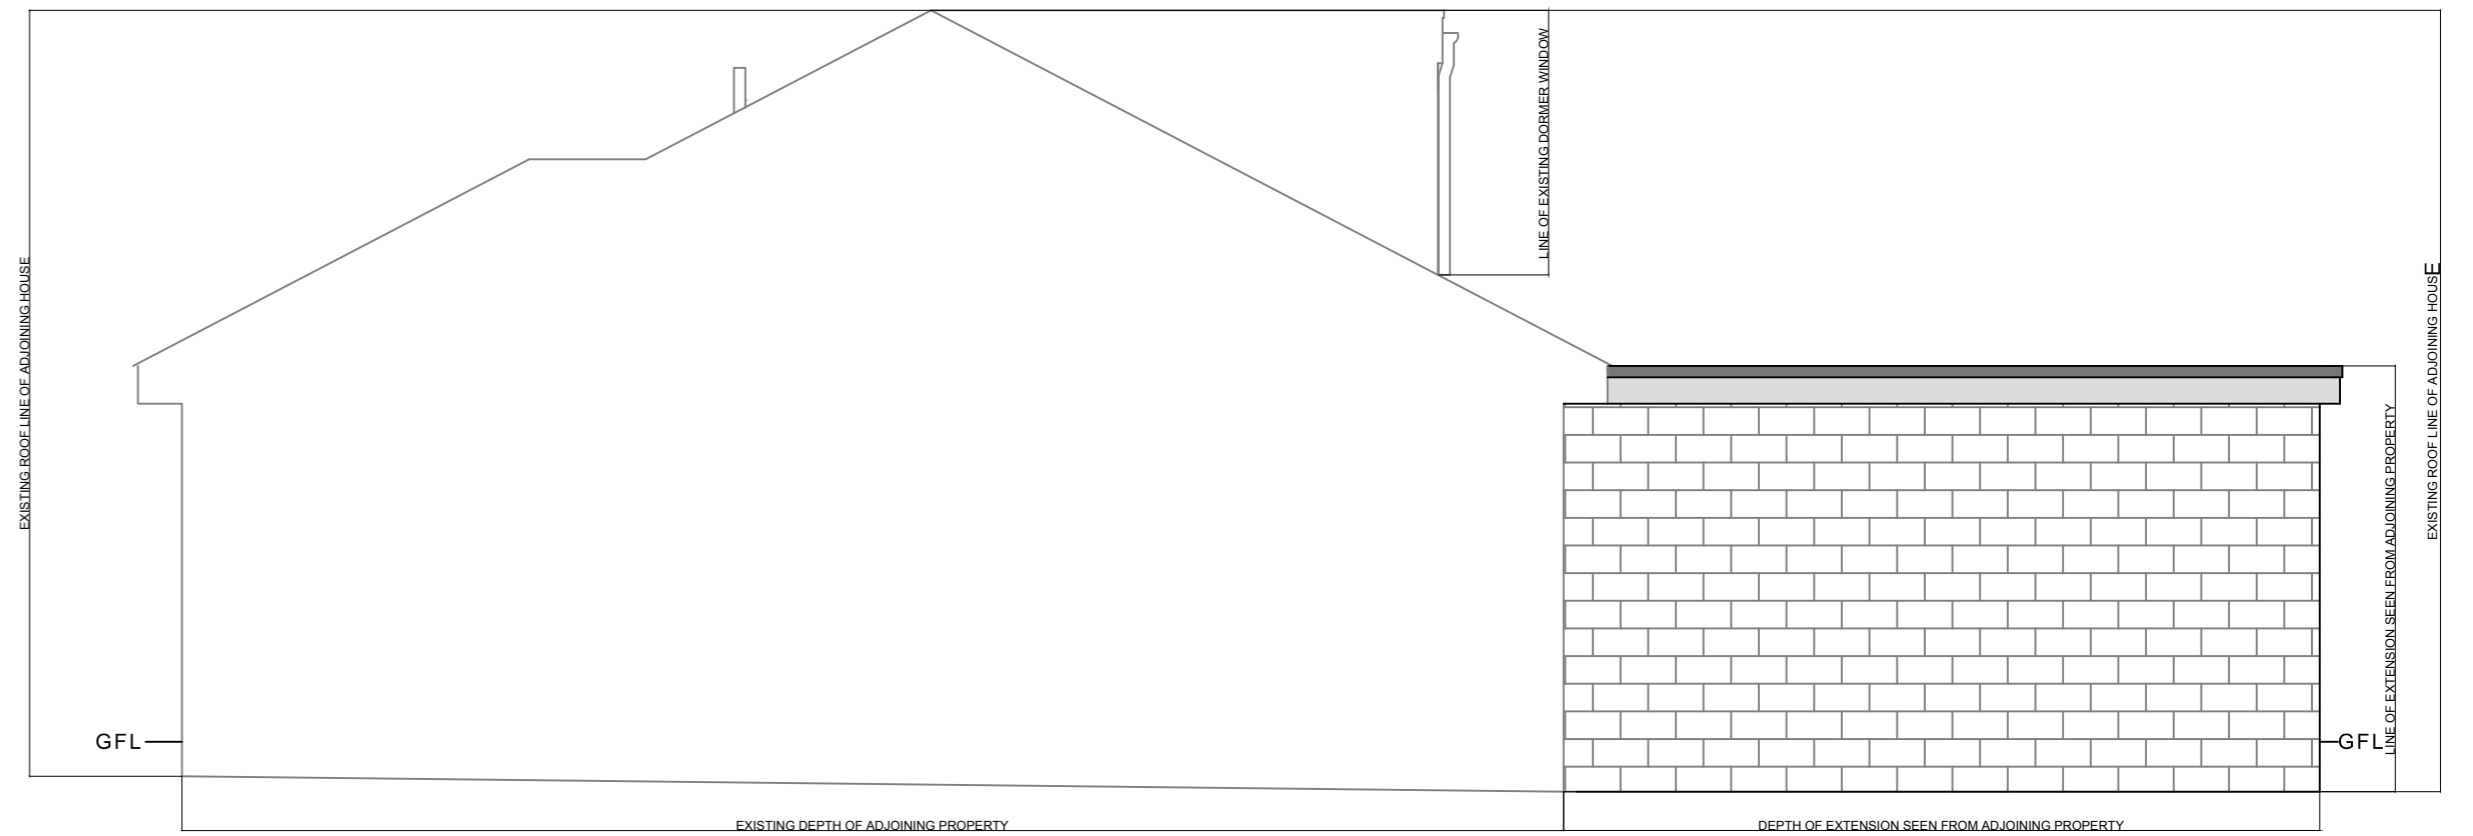 EXISTING ROOF LINE OF ADJOINING HOUSE
LINE OF EXISTING DORMER WINDOW
EXISTING ROOF LINE OF ADJOINING HOUSE
LINE OF EXTENSION SEEN FROM ADJOINING PROPERTY
GFL
GFL
EXISTING DEPTH OF ADJOINING PROPERTY
DEPTH OF EXTENSION SEEN FROM ADJOINING PROPERTY